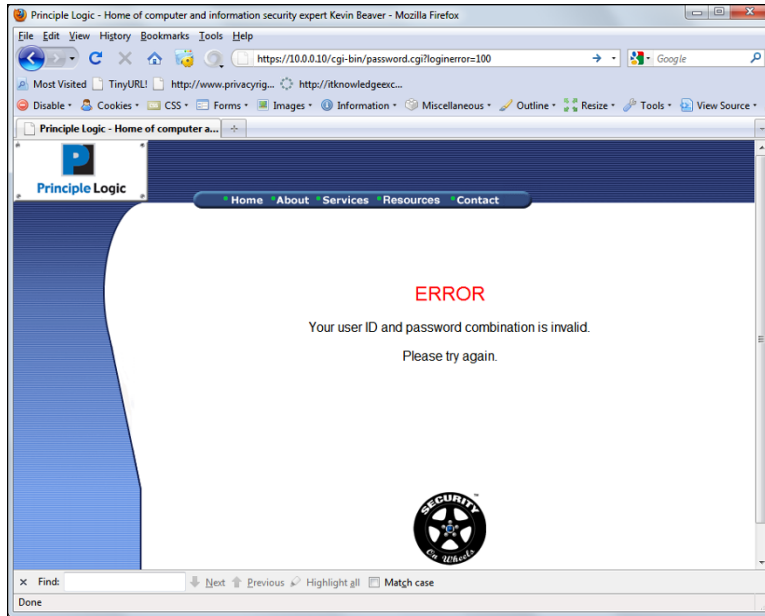 Principle Logic - Home of computer and information security expert Kevin Beaver - Mozilla Firefox
File Edit View History Bookmarks Tools Help
https://10.0.0.10/cgi-bin/password.cgi?loginerror=100 Google
Most Visited TinyURL! http://www.privacyrig... http://itknowledgeexc...
Disable Cookies CSS Forms Images Information Miscellaneous Outline Resize Tools View Source
Principle Logic - Home of computer a...
Principle Logic
Home About Services Resources Contact
ERROR
Your user ID and password combination is invalid.
Please try again.
SECURITY
On Wheels
TM
Find: Next Previous Highlight all Match case
Done